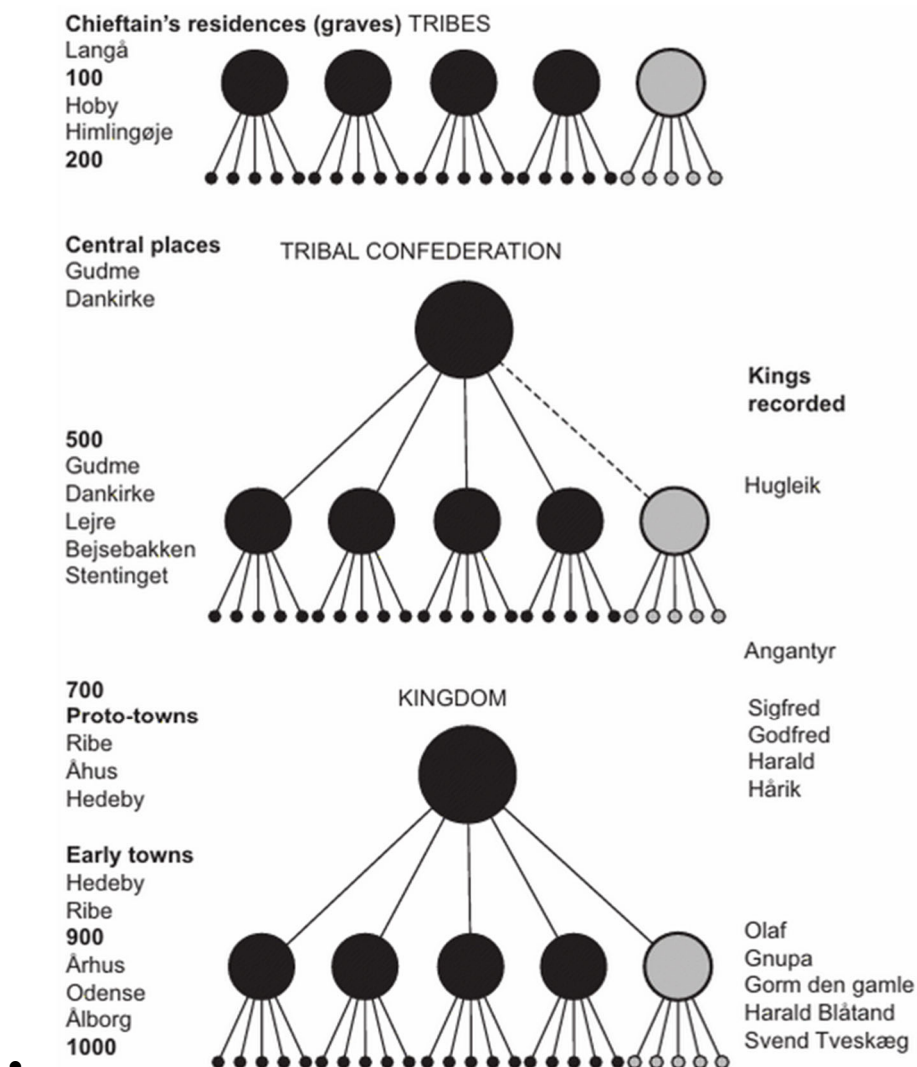 Chieftain's residences (graves) TRIBES
Langå
100
Hoby
Himlingøje
200
Central places
Gudme
Dankirke
TRIBAL CONFEDERATION
Kings
recorded
500
Gudme
Dankirke
Lejre
Bejsebakken
Stentinget
Hugleik
Angantyr
700
Proto-towns
Ribe
Åhus
Hedeby
KINGDOM
Sigfred
Godfred
Harald
Hårik
Early towns
Hedeby
Ribe
900
Århus
Odense
Ålborg
1000
Olaf
Gnupa
Gorm den gamle
Harald Blåtand
Svend Tveskæg